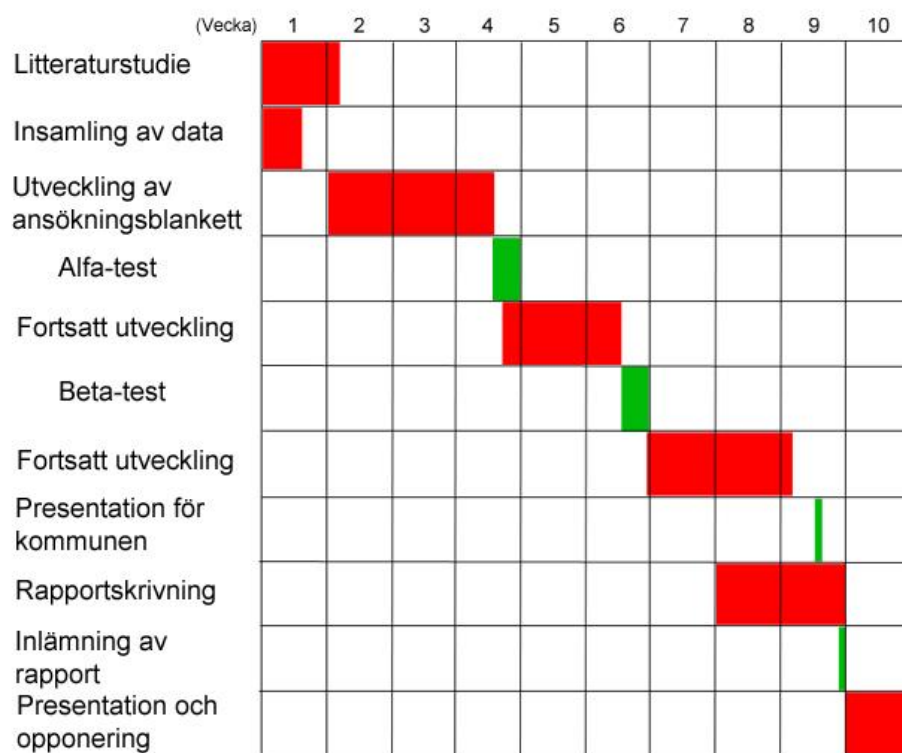 (Vecka) 1 2 3 4 5 6 7 8 9 10
Litteraturstudie
Insamling av data
Utveckling av
ansökningsblankett
Alfa-test
Fortsatt utveckling
Beta-test
Fortsatt utveckling
Presentation för
kommunen
Rapportskrivning
Inlämning av
rapport
Presentation och
opponering